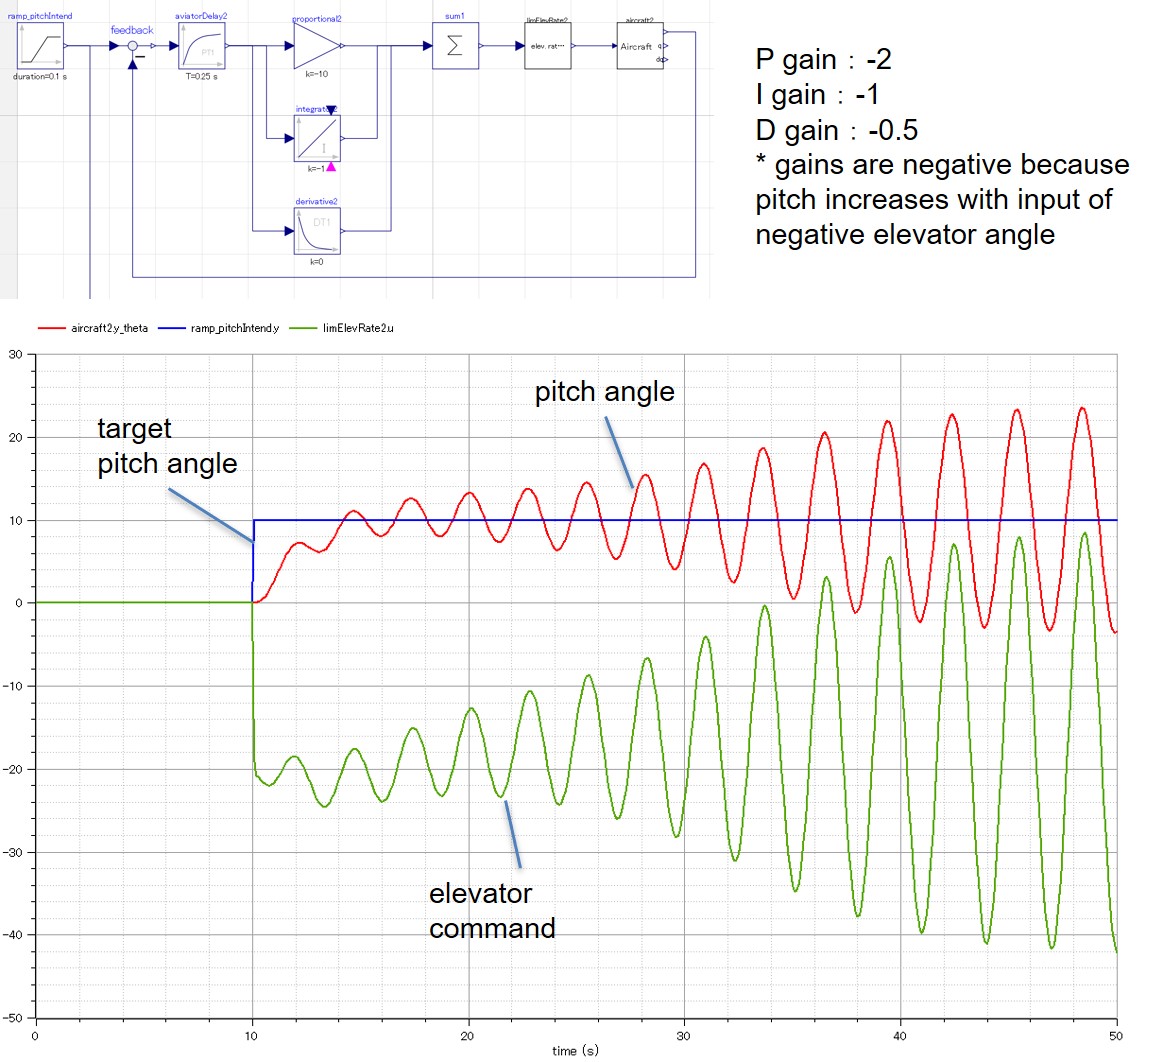 ramp_pitchIntend
feedback
aviatorDelay2
proportional2
sum1
limElevRate2
aircraft2
PT1
Σ
elev. rat...
Aircraft
q
dq
duration=0.1 s
T=0.25 s
k=-10
I
k=-1
derivative2
DT1
k=0
P gain : -2
I gain : -1
D gain : -0.5
* gains are negative because
pitch increases with input of
negative elevator angle
aircraft2.y_theta
ramp_pitchIntend.y
limElevRate2.u
target
pitch angle
pitch angle
elevator
command
30
20
10
0
-10
-20
-30
-40
-50
0
10
20
30
40
50
time (s)